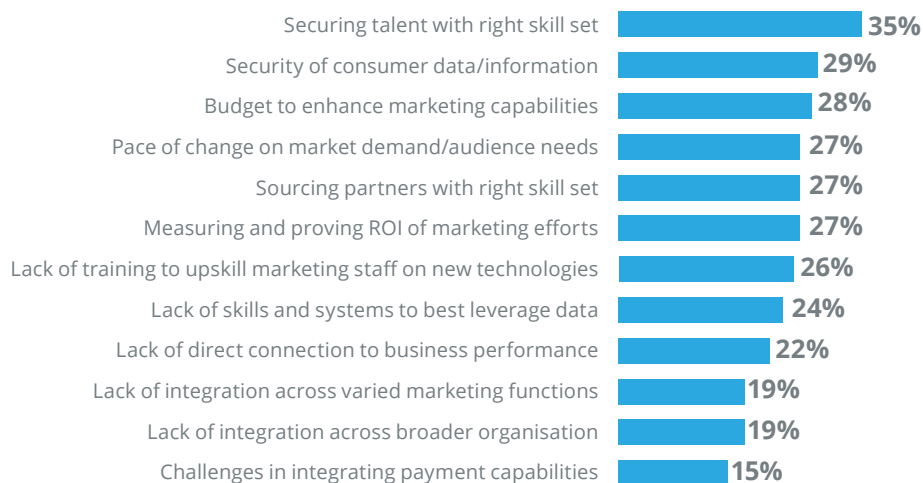 Securing talent with right skill set 35%
Security of consumer data/information 29%
Budget to enhance marketing capabilities 28%
Pace of change on market demand/audience needs 27%
Sourcing partners with right skill set 27%
Measuring and proving ROI of marketing efforts 27%
Lack of training to upskill marketing staff on new technologies 26%
Lack of skills and systems to best leverage data 24%
Lack of direct connection to business performance 22%
Lack of integration across varied marketing functions 19%
Lack of integration across broader organisation 19%
Challenges in integrating payment capabilities 15%